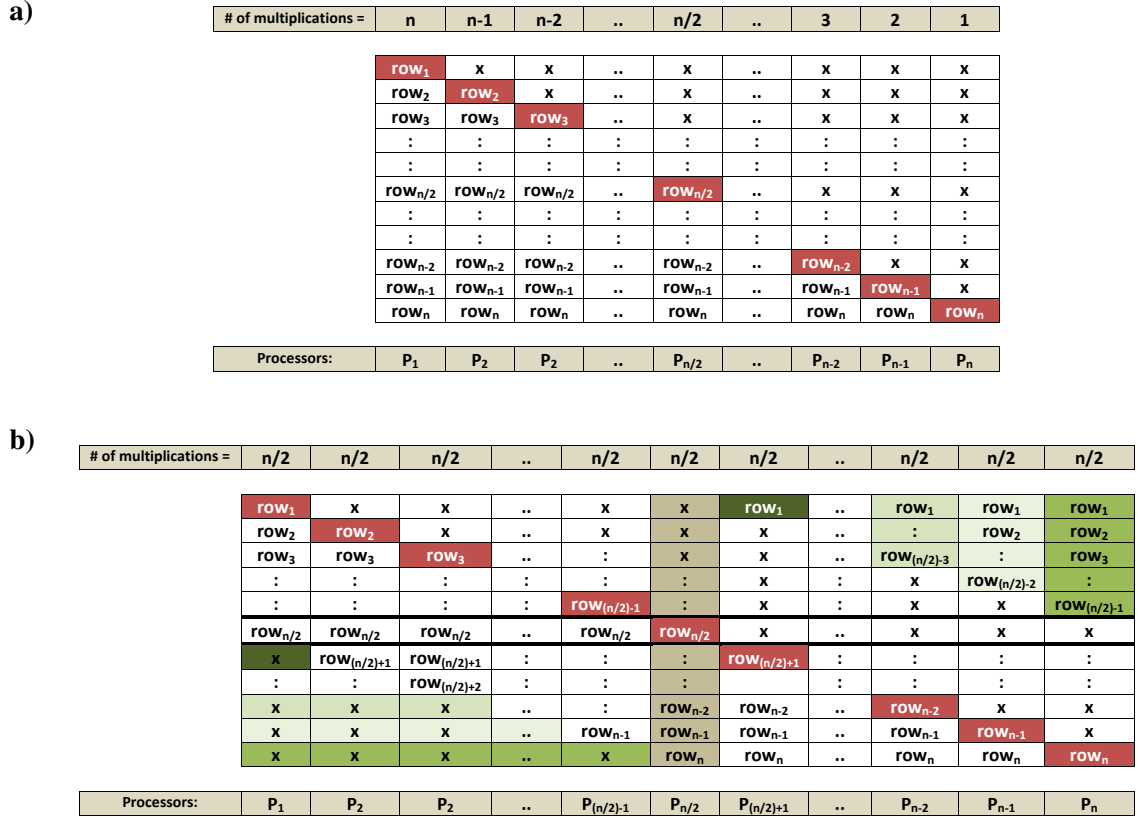 a)
# of multiplications = n n-1 n-2 .. n/2 .. 3 2 1
row1 x x .. x .. x x x
row2 row2 x .. x .. x x x
row3 row3 row3 .. x .. x x x
: : : : : : : : :
: : : : : : : : :
rown/2 rown/2 rown/2 .. rown/2 .. x x x
: : : : : : : : :
: : : : : : : : :
rown-2 rown-2 rown-2 .. rown-2 .. rown-2 x x
rown-1 rown-1 rown-1 .. rown-1 .. rown-1 rown-1 x
rown rown rown .. rown .. rown rown rown
Processors: P1 P2 P2 .. Pn/2 .. Pn-2 Pn-1 Pn
b)
# of multiplications = n/2 n/2 n/2 .. n/2 n/2 n/2 .. n/2 n/2 n/2
row1 x x .. x x row1 .. row1 row1 row1
row2 row2 x .. x x x .. : row2 row2
row3 row3 row3 .. : x x .. row(n/2)-3 : row3
: : : : : : x : x row(n/2)-2 :
: : : : row(n/2)-1 : x : x x row(n/2)-1
rown/2 rown/2 rown/2 .. rown/2 rown/2 x .. x x x
x row(n/2)+1 row(n/2)+1 : : : row(n/2)+1 : : : :
: : row(n/2)+2 : : : : : : :
x x x .. : rown-2 rown-2 .. rown-2 x x
x x x .. rown-1 rown-1 rown-1 .. rown-1 rown-1 x
x x x .. x rown rown .. rown rown rown
Processors: P1 P2 P2 .. P(n/2)-1 Pn/2 P(n/2)+1 .. Pn-2 Pn-1 Pn